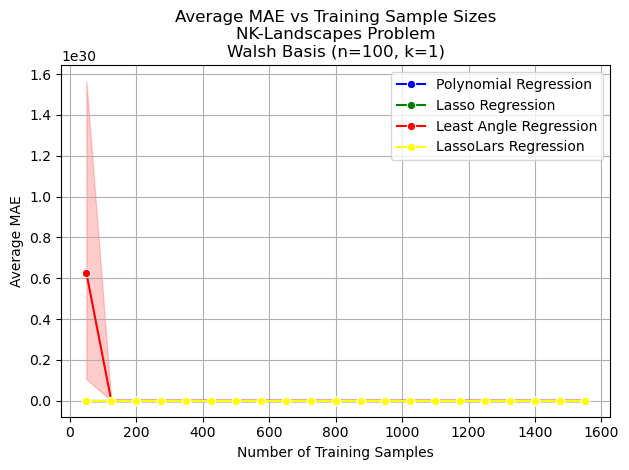 Average MAE vs Training Sample Sizes
NK-Landscapes Problem
Walsh Basis (n=100, k=1)
1e30
1.6
1.4
1.2
1.0
0.8
0.6
0.4
0.2
0.0
Average MAE
Polynomial Regression
Lasso Regression
Least Angle Regression
LassoLars Regression
0 200 400 600 800 1000 1200 1400 1600
Number of Training Samples